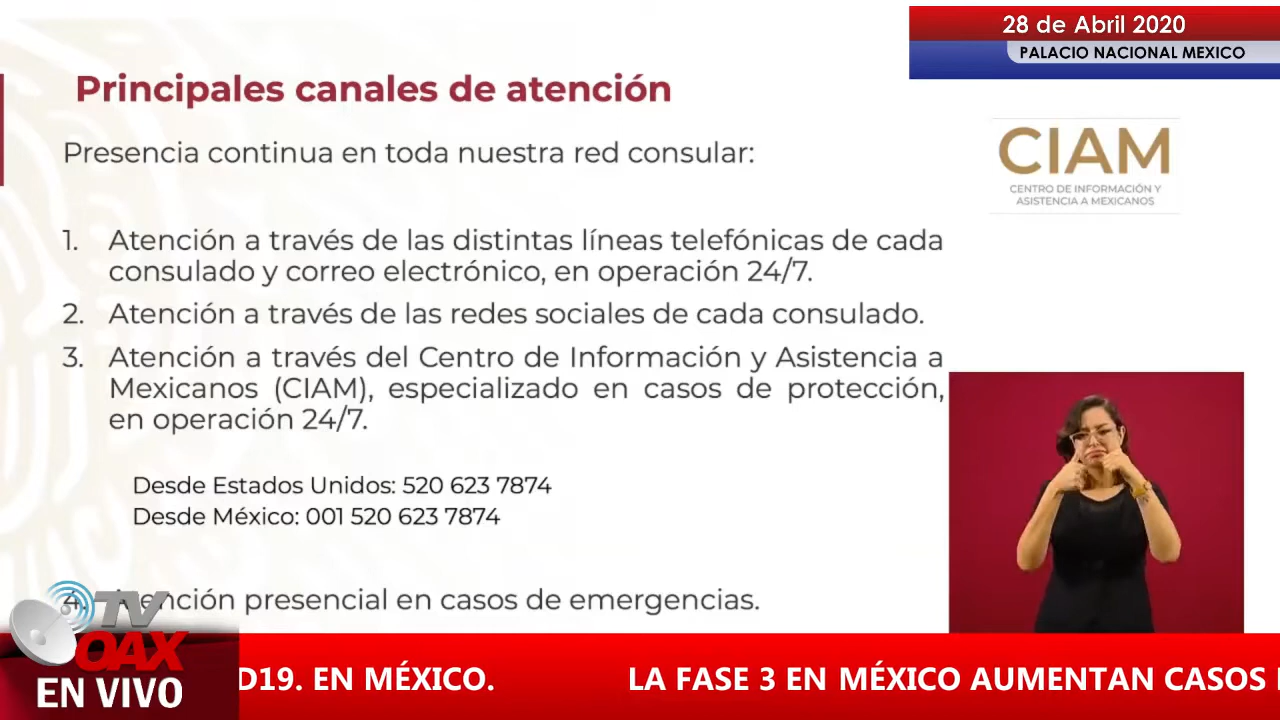 28 de Abril 2020
PALACIO NACIONAL MEXICO
Principales canales de atención
Presencia continua en toda nuestra red consular:
CIAM
CENTRO DE INFORMACIÓN Y
ASISTENCIA A MEXICANOS
1. Atención a través de las distintas líneas telefónicas de cada
consulado y correo electrónico, en operación 24/7.
2. Atención a través de las redes sociales de cada consulado.
3. Atención a través del Centro de Información y Asistencia a
Mexicanos (CIAM), especializado en casos de protección,
en operación 24/7.
Desde Estados Unidos: 520 623 7874
Desde México: 001 520 623 7874
4. Atención presencial en casos de emergencias.
TV
OAX
EN VIVO
D19. EN MÉXICO. LA FASE 3 EN MÉXICO AUMENTAN CASOS